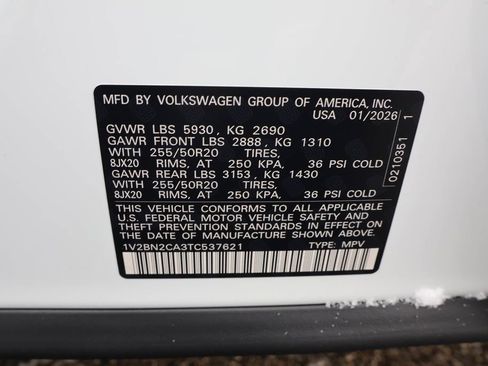 MFD BY VOLKSWAGEN GROUP OF AMERICA, INC.
USA 01/2026
GVWR LBS 5930, KG 2690
GAWR FRONT LBS 2888, KG 1310
WITH 255/50R20 TIRES,
8JX20 RIMS, AT 250 KPA, 36 PSI COLD
GAWR REAR LBS 3153, KG 1430
WITH 255/50R20 TIRES,
8JX20 RIMS, AT 250 KPA, 36 PSI COLD
THIS VEHICLE CONFORMS TO ALL APPLICABLE
U.S. FEDERAL MOTOR VEHICLE SAFETY AND
THEFT PREVENTION STANDARDS IN EFFECT ON
THE DATE OF MANUFACTURE SHOWN ABOVE.
1V2BN2CA3TC537621 TYPE: MPV
0210351 1